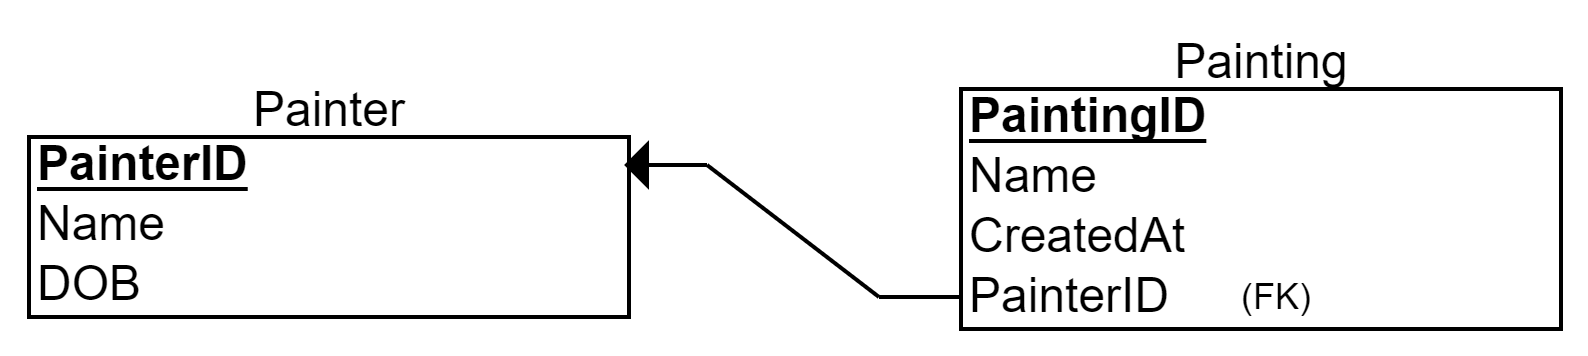 Painter
PainterID
Name
DOB
Painting
PaintingID
Name
CreatedAt
PainterID (FK)